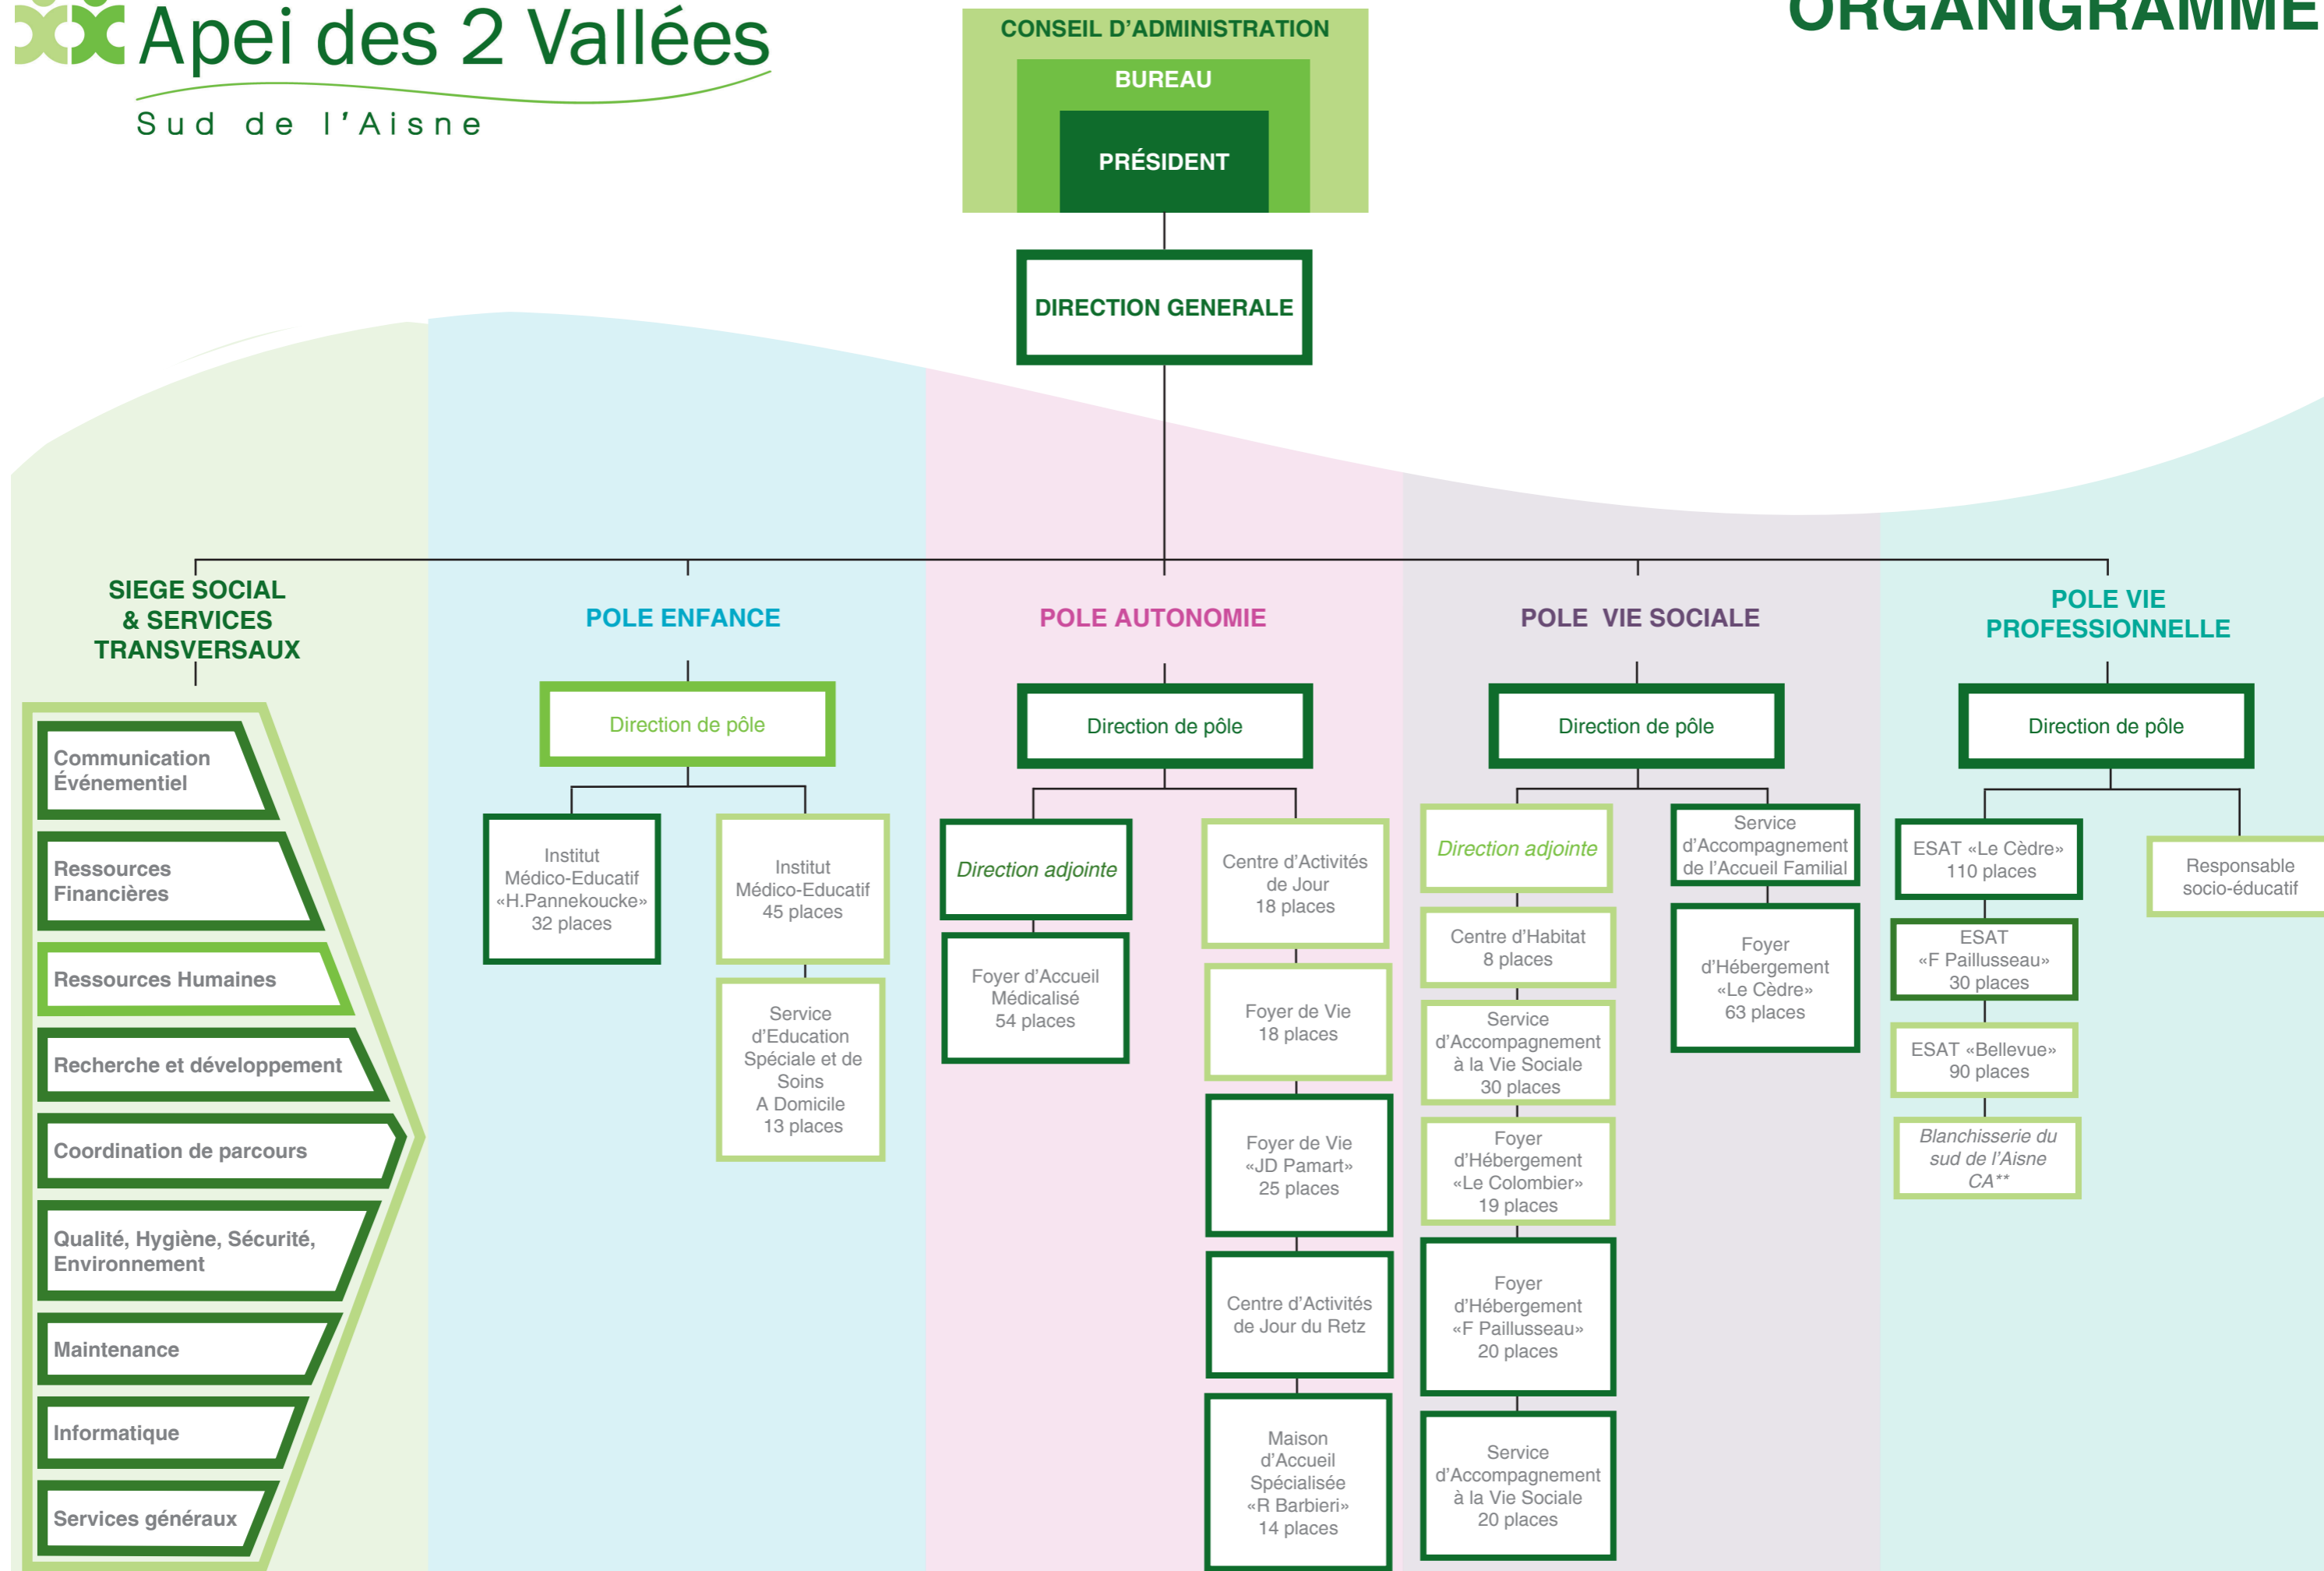 Apei des 2 Vallées
Sud de l'Aisne
ORGANIGRAMME
CONSEIL D'ADMINISTRATION
BUREAU
PRÉSIDENT
DIRECTION GENERALE
SIEGE SOCIAL
& SERVICES
TRANSVERSAUX
Communication
Événementiel
Ressources
Financières
Ressources Humaines
Recherche et développement
Coordination de parcours
Qualité, Hygiène, Sécurité,
Environnement
Maintenance
Informatique
Services généraux
POLE ENFANCE
Direction de pôle
Institut
Médico-Educatif
«H.Pannekoucke»
32 places
Institut
Médico-Educatif
45 places
Service
d'Education
Spéciale et de
Soins
A Domicile
13 places
POLE AUTONOMIE
Direction de pôle
Direction adjointe
Foyer d'Accueil
Médicalisé
54 places
Centre d'Activités
de Jour
18 places
Foyer de Vie
18 places
Foyer de Vie
«JD Pamart»
25 places
Centre d'Activités
de Jour du Retz
Maison
d'Accueil
Spécialisée
«R Barbieri»
14 places
POLE VIE SOCIALE
Direction de pôle
Direction adjointe
Centre d'Habitat
8 places
Service
d'Accompagnement
à la Vie Sociale
30 places
Foyer
d'Hébergement
«Le Colombier»
19 places
Foyer
d'Hébergement
«F Paillusseau»
20 places
Service
d'Accompagnement
à la Vie Sociale
20 places
Service
d'Accompagnement
de l'Accueil Familial
Foyer
d'Hébergement
«Le Cèdre»
63 places
POLE VIE
PROFESSIONNELLE
Direction de pôle
ESAT «Le Cèdre»
110 places
ESAT
«F Paillusseau»
30 places
ESAT «Bellevue»
90 places
Blanchisserie du
sud de l'Aisne
CA**
Responsable
socio-éducatif